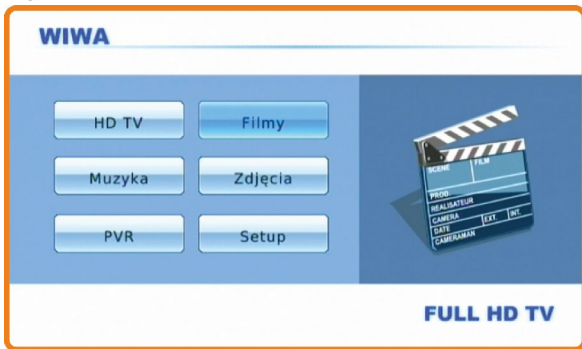 WIWA
HD TV
Filmy
Muzyka
Zdjęcia
PVR
Setup
SCENE
FILM
PROD.
REALISATEUR
CAMERA
DATE
EXT.
INT.
CAMERAMAN
FULL HD TV